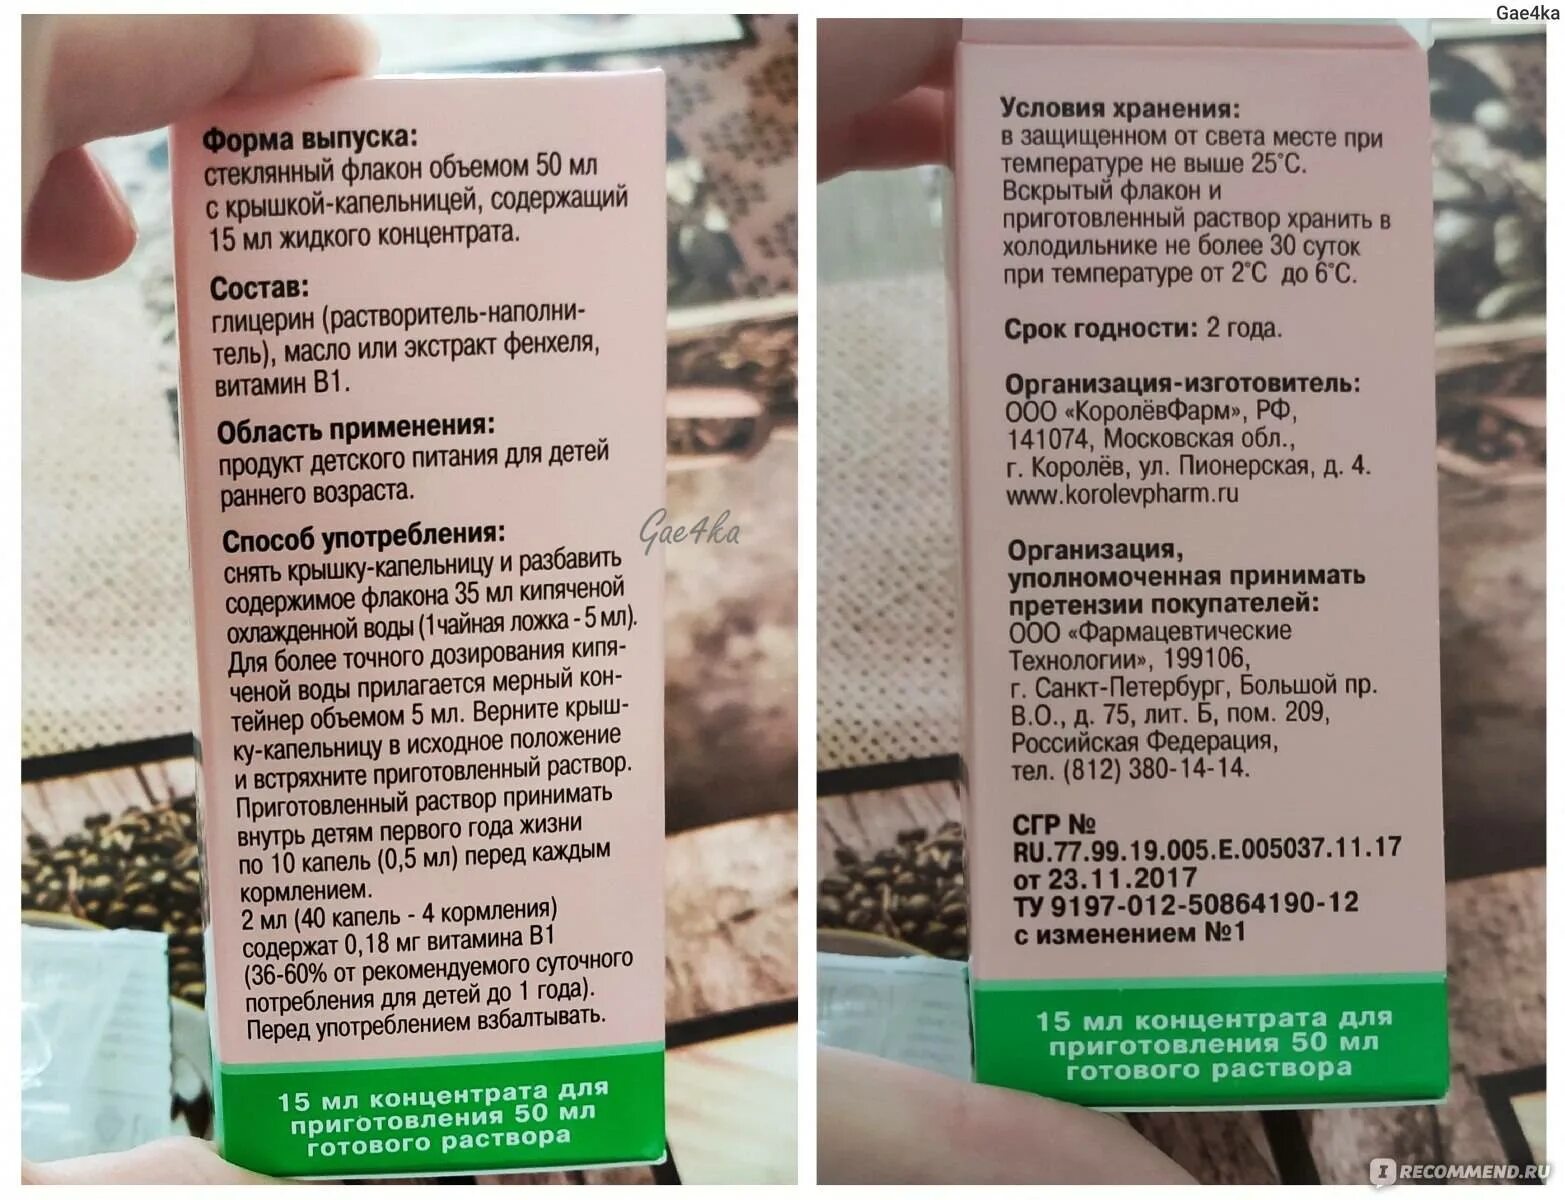 Gae4ka
Форма выпуска:
стеклянный флакон объемом 50 мл
с крышкой-капельницей, содержащий
15 мл жидкого концентрата.
Состав:
глицерин (растворитель-наполни-
тель), масло или экстракт фенхеля,
витамин В1.
Область применения:
продукт детского питания для детей
раннего возраста.
Способ употребления:
снять крышку-капельницу и разбавить
содержимое флакона 35 мл кипяченой
охлажденной воды (1чайная ложка - 5 мл).
Для более точного дозирования кипя-
ченой воды прилагается мерный кон-
тейнер объемом 5 мл. Верните крыш-
ку-капельницу в исходное положение
и встряхните приготовленный раствор.
Приготовленный раствор принимать
внутрь детям первого года жизни
по 10 капель (0,5 мл) перед каждым
кормлением.
2 мл (40 капель - 4 кормления)
содержат 0,18 мг витамина В1
(36-60% от рекомендуемого суточного
потребления для детей до 1 года).
Перед употреблением взбалтывать.
15 мл концентрата для
приготовления 50 мл
готового раствора
Gae4ka
Условия хранения:
в защищенном от света месте при
температуре не выше 25°С.
Вскрытый флакон и
приготовленный раствор хранить в
холодильнике не более 30 суток
при температуре от 2°С до 6°С.
Срок годности: 2 года.
Организация-изготовитель:
ООО «КоролёвФарм», РФ,
141074, Московская обл.,
г. Королёв, ул. Пионерская, д. 4.
www.korolevpharm.ru
Организация,
уполномоченная принимать
претензии покупателей:
ООО «Фармацевтические
Технологии», 199106,
г. Санкт-Петербург, Большой пр.
В.О., д. 75, лит. Б, пом. 209,
Российская Федерация,
тел. (812) 380-14-14.
СГР №
RU.77.99.19.005.Е.005037.11.17
от 23.11.2017
ТУ 9197-012-50864190-12
с изменением №1
15 мл концентрата для
приготовления 50 мл
готового раствора
IRECOMMEND.RU